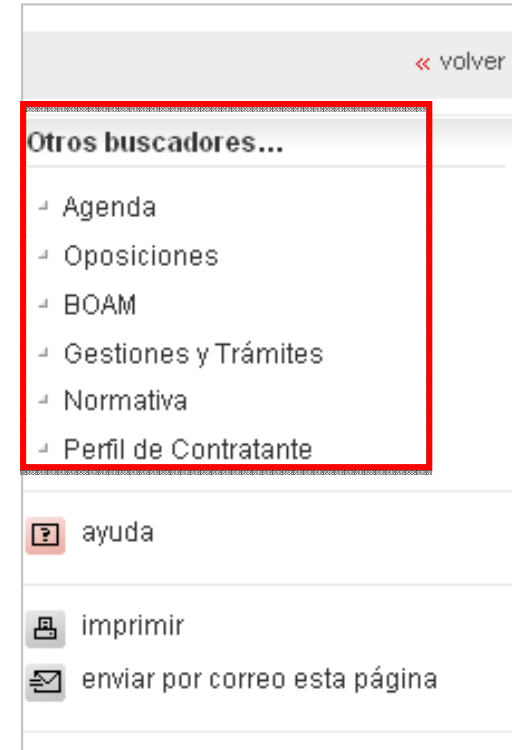 « volver
Otros buscadores...
Agenda
Oposiciones
BOAM
Gestiones y Trámites
Normativa
Perfil de Contratante
ayuda
imprimir
enviar por correo esta página